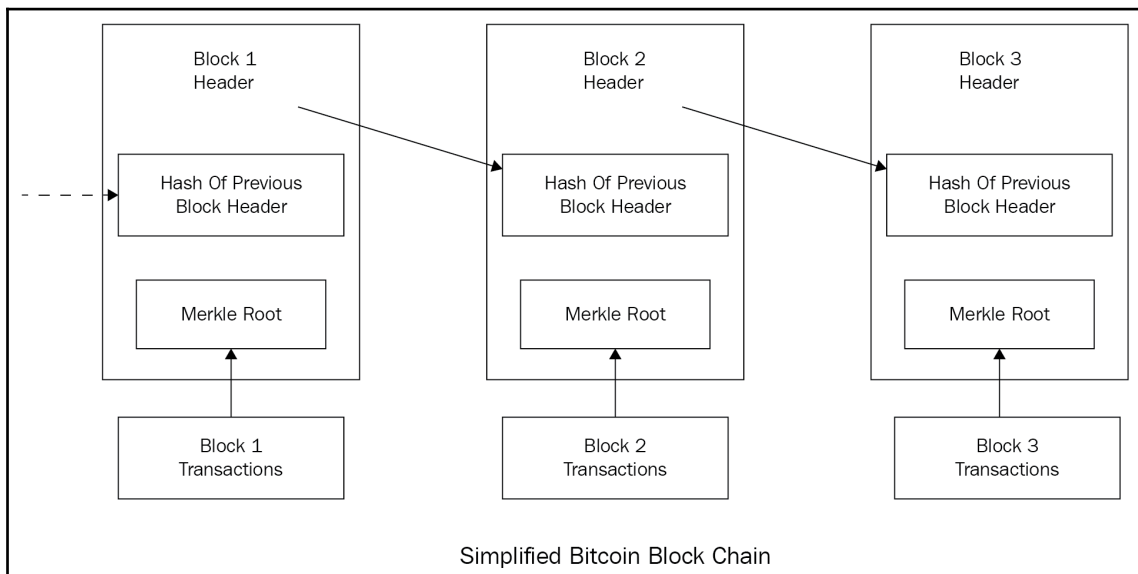 Block 1
Header
Block 2
Header
Block 3
Header
Hash Of Previous
Block Header
Hash Of Previous
Block Header
Hash Of Previous
Block Header
Merkle Root
Merkle Root
Merkle Root
Block 1
Transactions
Block 2
Transactions
Block 3
Transactions
Simplified Bitcoin Block Chain